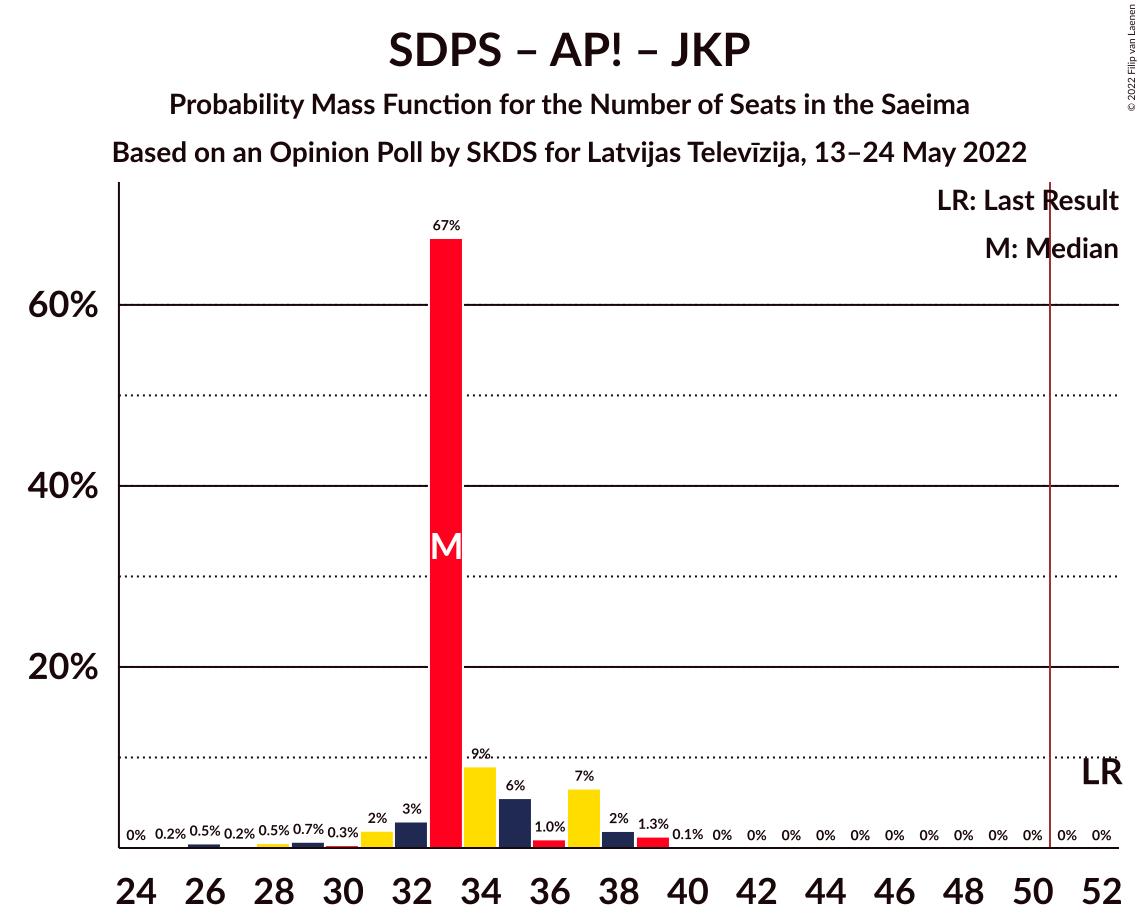 SDPS – AP! – JKP
Probability Mass Function for the Number of Seats in the Saeima
Based on an Opinion Poll by SKDS for Latvijas Televīzija, 13–24 May 2022
© 2022 Filip van Laenen
LR: Last Result
M: Median
60%
40%
20%
0% 0.2% 0.5% 0.2% 0.5% 0.7% 0.3% 2% 3% 67% 9% 6% 1.0% 7% 2% 1.3% 0.1% 0% 0% 0% 0% 0% 0% 0% 0% 0% 0% 0% 0%
M
LR
24 26 28 30 32 34 36 38 40 42 44 46 48 50 52